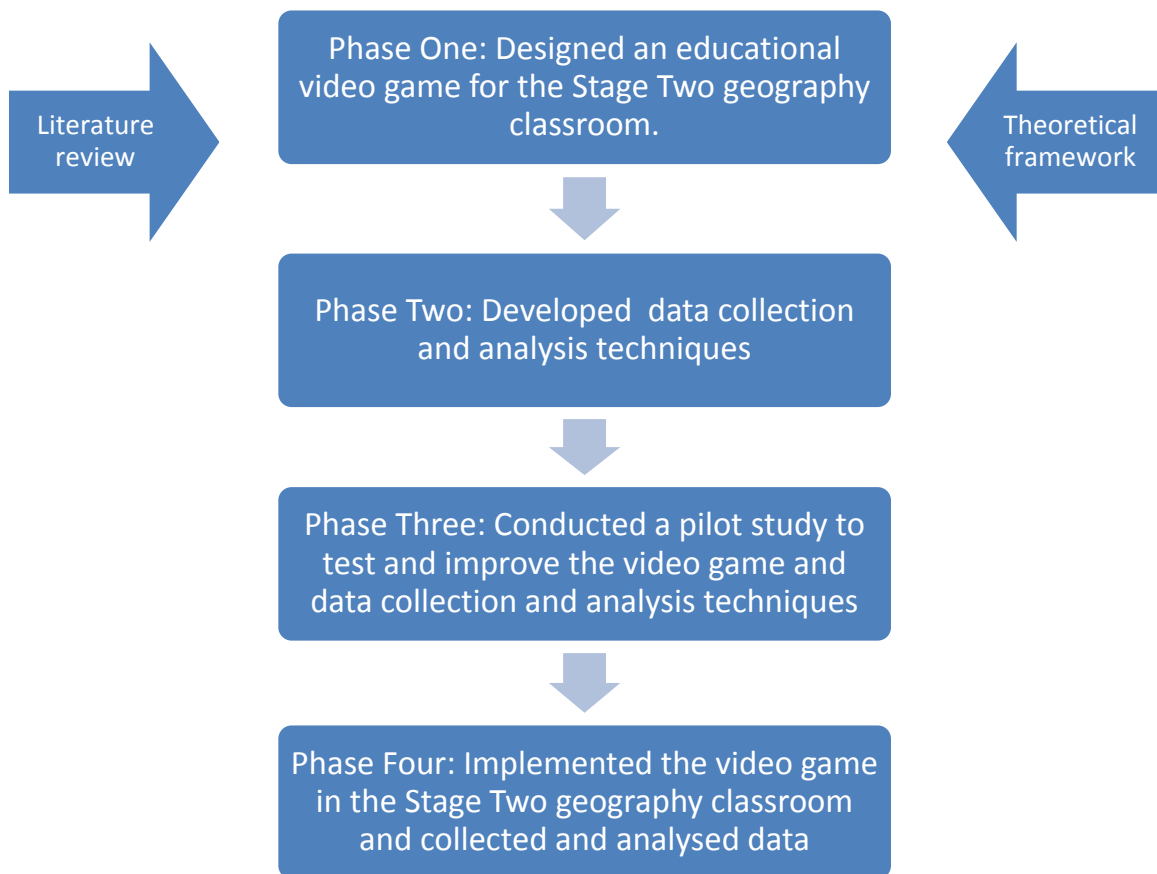 Phase One: Designed an educational
video game for the Stage Two geography
classroom.
Literature
review
Theoretical
framework
Phase Two: Developed  data collection
and analysis techniques
Phase Three: Conducted a pilot study to
test and improve the video game and
data collection and analysis techniques
Phase Four: Implemented the video game
in the Stage Two geography classroom
and collected and analysed data